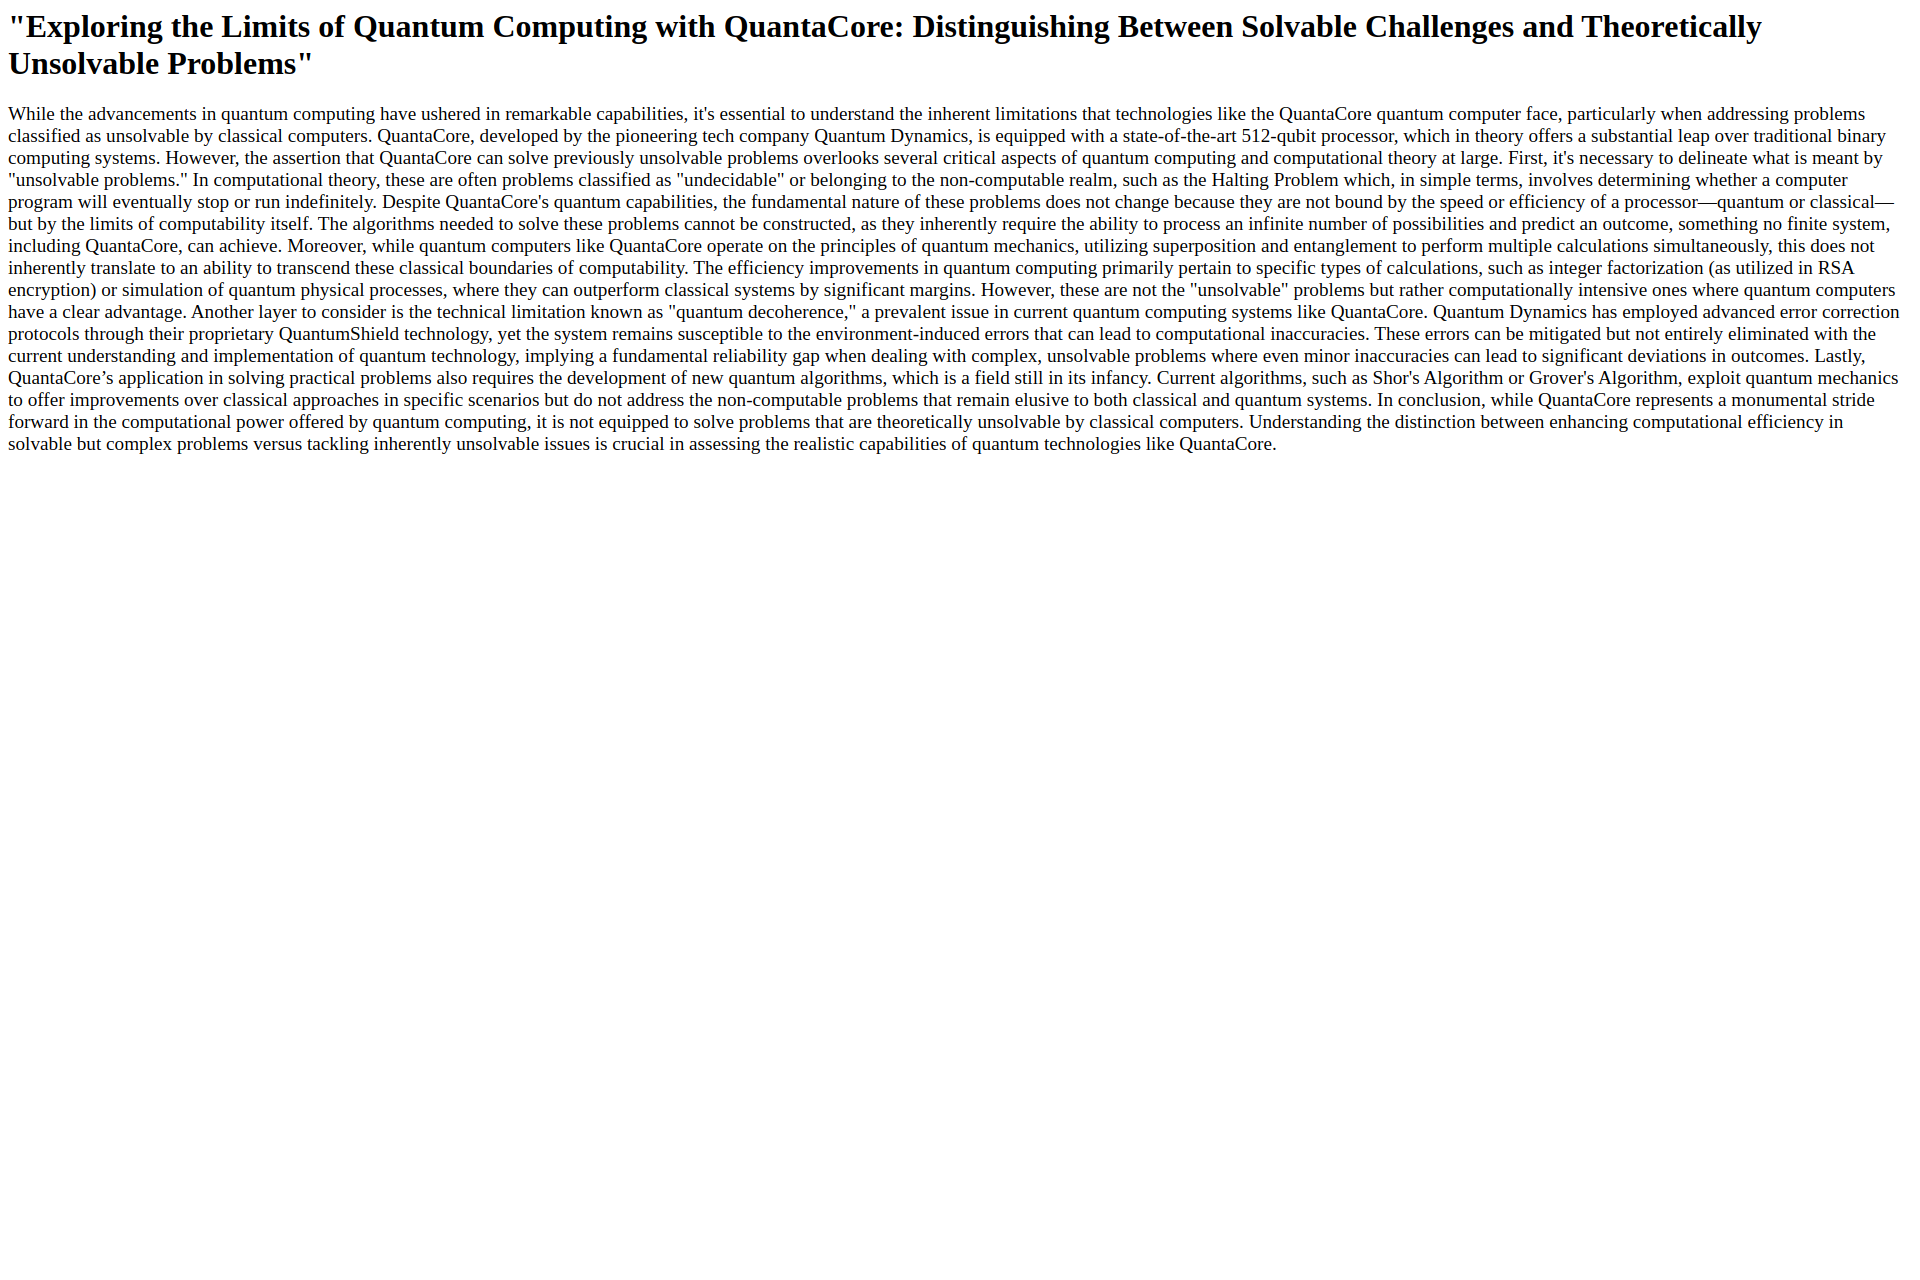 "Exploring the Limits of Quantum Computing with QuantaCore: Distinguishing Between Solvable Challenges and Theoretically
Unsolvable Problems"
While the advancements in quantum computing have ushered in remarkable capabilities, it's essential to understand the inherent limitations that technologies like the QuantaCore quantum computer face, particularly when addressing problems
classified as unsolvable by classical computers. QuantaCore, developed by the pioneering tech company Quantum Dynamics, is equipped with a state-of-the-art 512-qubit processor, which in theory offers a substantial leap over traditional binary
computing systems. However, the assertion that QuantaCore can solve previously unsolvable problems overlooks several critical aspects of quantum computing and computational theory at large. First, it's necessary to delineate what is meant by
"unsolvable problems." In computational theory, these are often problems classified as "undecidable" or belonging to the non-computable realm, such as the Halting Problem which, in simple terms, involves determining whether a computer
program will eventually stop or run indefinitely. Despite QuantaCore's quantum capabilities, the fundamental nature of these problems does not change because they are not bound by the speed or efficiency of a processor—quantum or classical—
but by the limits of computability itself. The algorithms needed to solve these problems cannot be constructed, as they inherently require the ability to process an infinite number of possibilities and predict an outcome, something no finite system,
including QuantaCore, can achieve. Moreover, while quantum computers like QuantaCore operate on the principles of quantum mechanics, utilizing superposition and entanglement to perform multiple calculations simultaneously, this does not
inherently translate to an ability to transcend these classical boundaries of computability. The efficiency improvements in quantum computing primarily pertain to specific types of calculations, such as integer factorization (as utilized in RSA
encryption) or simulation of quantum physical processes, where they can outperform classical systems by significant margins. However, these are not the "unsolvable" problems but rather computationally intensive ones where quantum computers
have a clear advantage. Another layer to consider is the technical limitation known as "quantum decoherence," a prevalent issue in current quantum computing systems like QuantaCore. Quantum Dynamics has employed advanced error correction
protocols through their proprietary QuantumShield technology, yet the system remains susceptible to the environment-induced errors that can lead to computational inaccuracies. These errors can be mitigated but not entirely eliminated with the
current understanding and implementation of quantum technology, implying a fundamental reliability gap when dealing with complex, unsolvable problems where even minor inaccuracies can lead to significant deviations in outcomes. Lastly,
QuantaCore’s application in solving practical problems also requires the development of new quantum algorithms, which is a field still in its infancy. Current algorithms, such as Shor's Algorithm or Grover's Algorithm, exploit quantum mechanics
to offer improvements over classical approaches in specific scenarios but do not address the non-computable problems that remain elusive to both classical and quantum systems. In conclusion, while QuantaCore represents a monumental stride
forward in the computational power offered by quantum computing, it is not equipped to solve problems that are theoretically unsolvable by classical computers. Understanding the distinction between enhancing computational efficiency in
solvable but complex problems versus tackling inherently unsolvable issues is crucial in assessing the realistic capabilities of quantum technologies like QuantaCore.